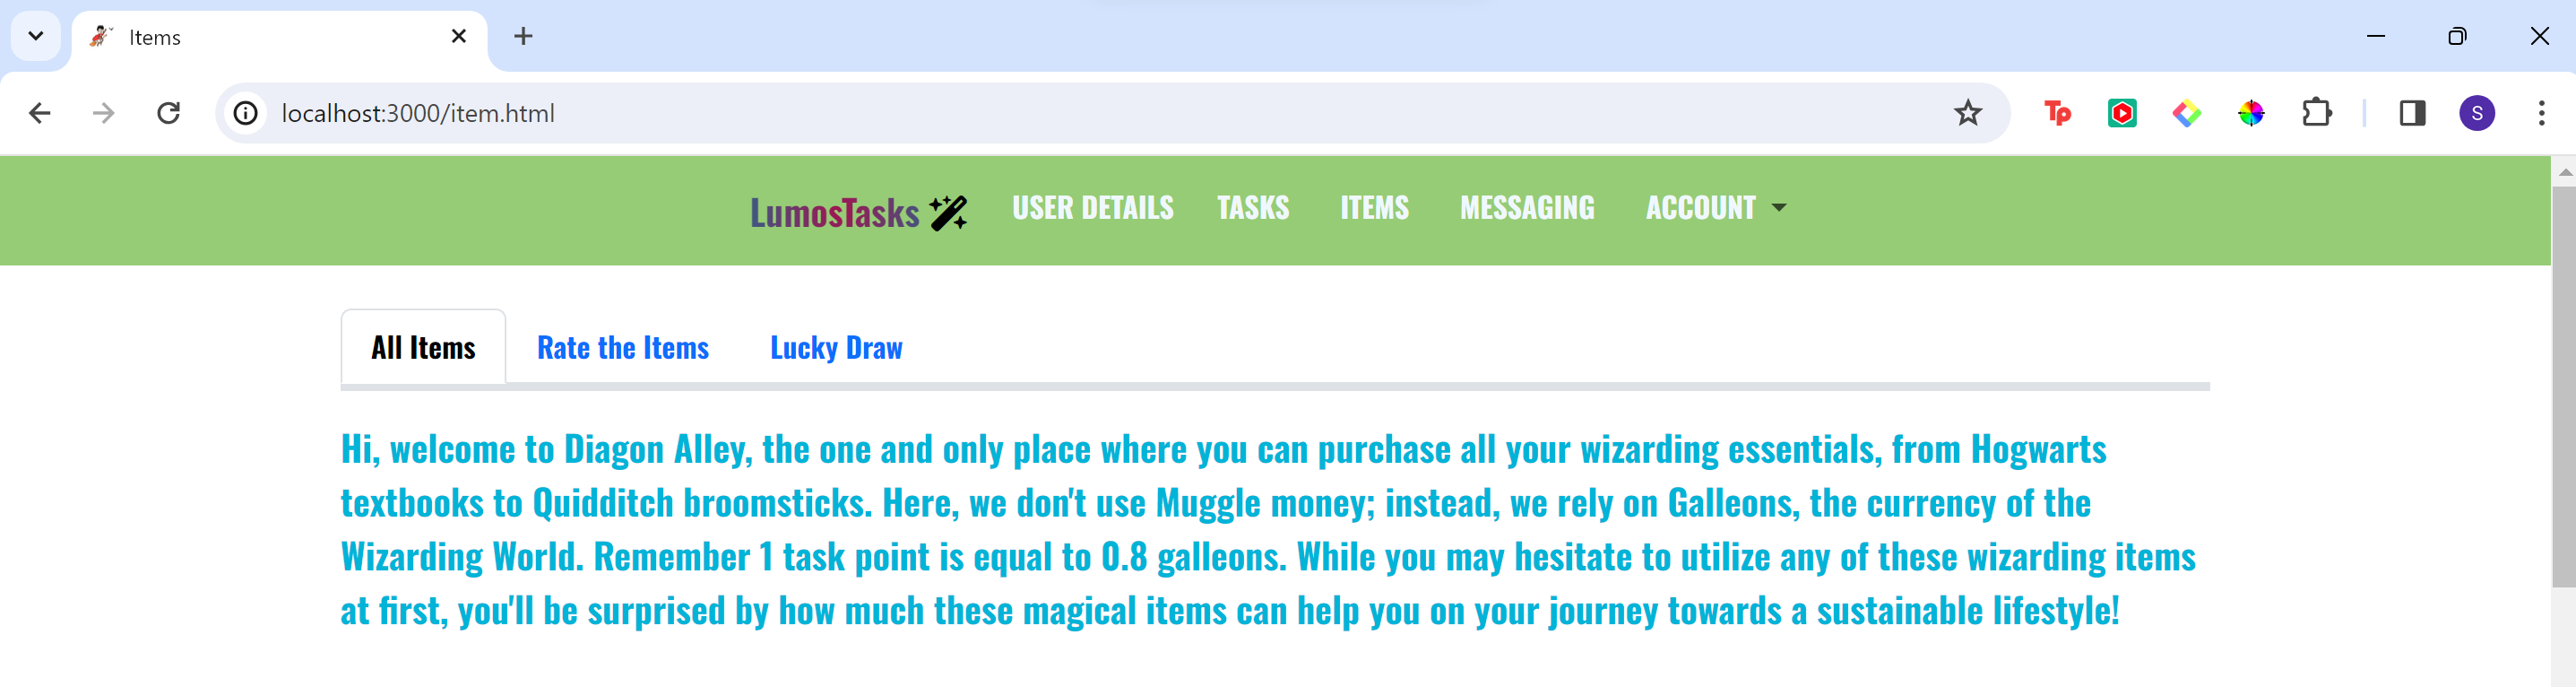 Items
localhost:3000/item.html
Tp
S
LumosTasks USER DETAILS TASKS ITEMS MESSAGING ACCOUNT
All Items Rate the Items Lucky Draw
Hi, welcome to Diagon Alley, the one and only place where you can purchase all your wizarding essentials, from Hogwarts
textbooks to Quidditch broomsticks. Here, we don't use Muggle money; instead, we rely on Galleons, the currency of the
Wizarding World. Remember 1 task point is equal to 0.8 galleons. While you may hesitate to utilize any of these wizarding items
at first, you'll be surprised by how much these magical items can help you on your journey towards a sustainable lifestyle!